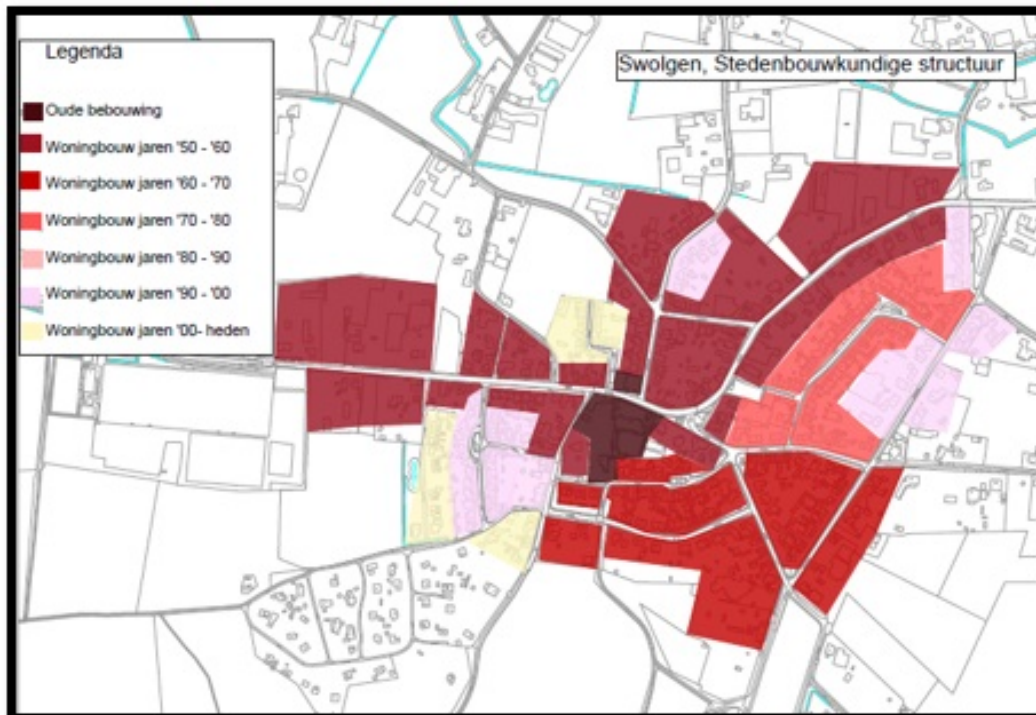 Legenda
Swolgen, Stedenbouwkundige structuur
Oude bebouwing
Woningbouw jaren '50 - '60
Woningbouw jaren '60 - '70
Woningbouw jaren '70 - '80
Woningbouw jaren '80 - '90
Woningbouw jaren '90 - '00
Woningbouw jaren '00- heden